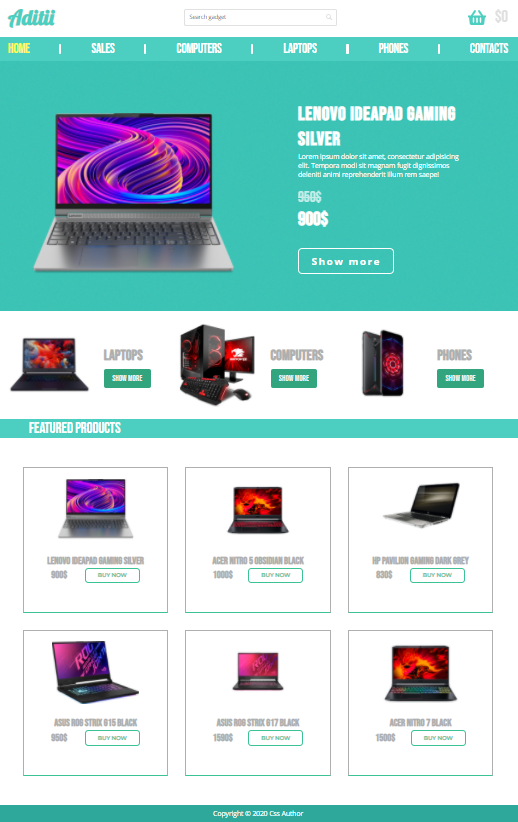 Aditii
Search gadget
$0
HOME | SALES | COMPUTERS | LAPTOPS | PHONES | CONTACTS
LENOVO IDEAPAD GAMING
SILVER
Lorem ipsum dolor sit amet, consectetur adipisicing
elit. Tempora modi sit magnam fugit dignissimos
deleniti animi reprehenderit illum rem saepe!
950$
900$
Show more
LAPTOPS
SHOW MORE
COMPUTERS
SHOW MORE
PHONES
SHOW MORE
FEATURED PRODUCTS
LENOVO IDEAPAD GAMING SILVER
900$ BUY NOW
ACER NITRO 5 OBSIDIAN BLACK
1000$ BUY NOW
HP PAVILION GAMING DARK GREY
830$ BUY NOW
ASUS ROG STRIX G15 BLACK
950$ BUY NOW
ASUS ROG STRIX G17 BLACK
1590$ BUY NOW
ACER NITRO 7 BLACK
1500$ BUY NOW
Copyright © 2020 Css Author